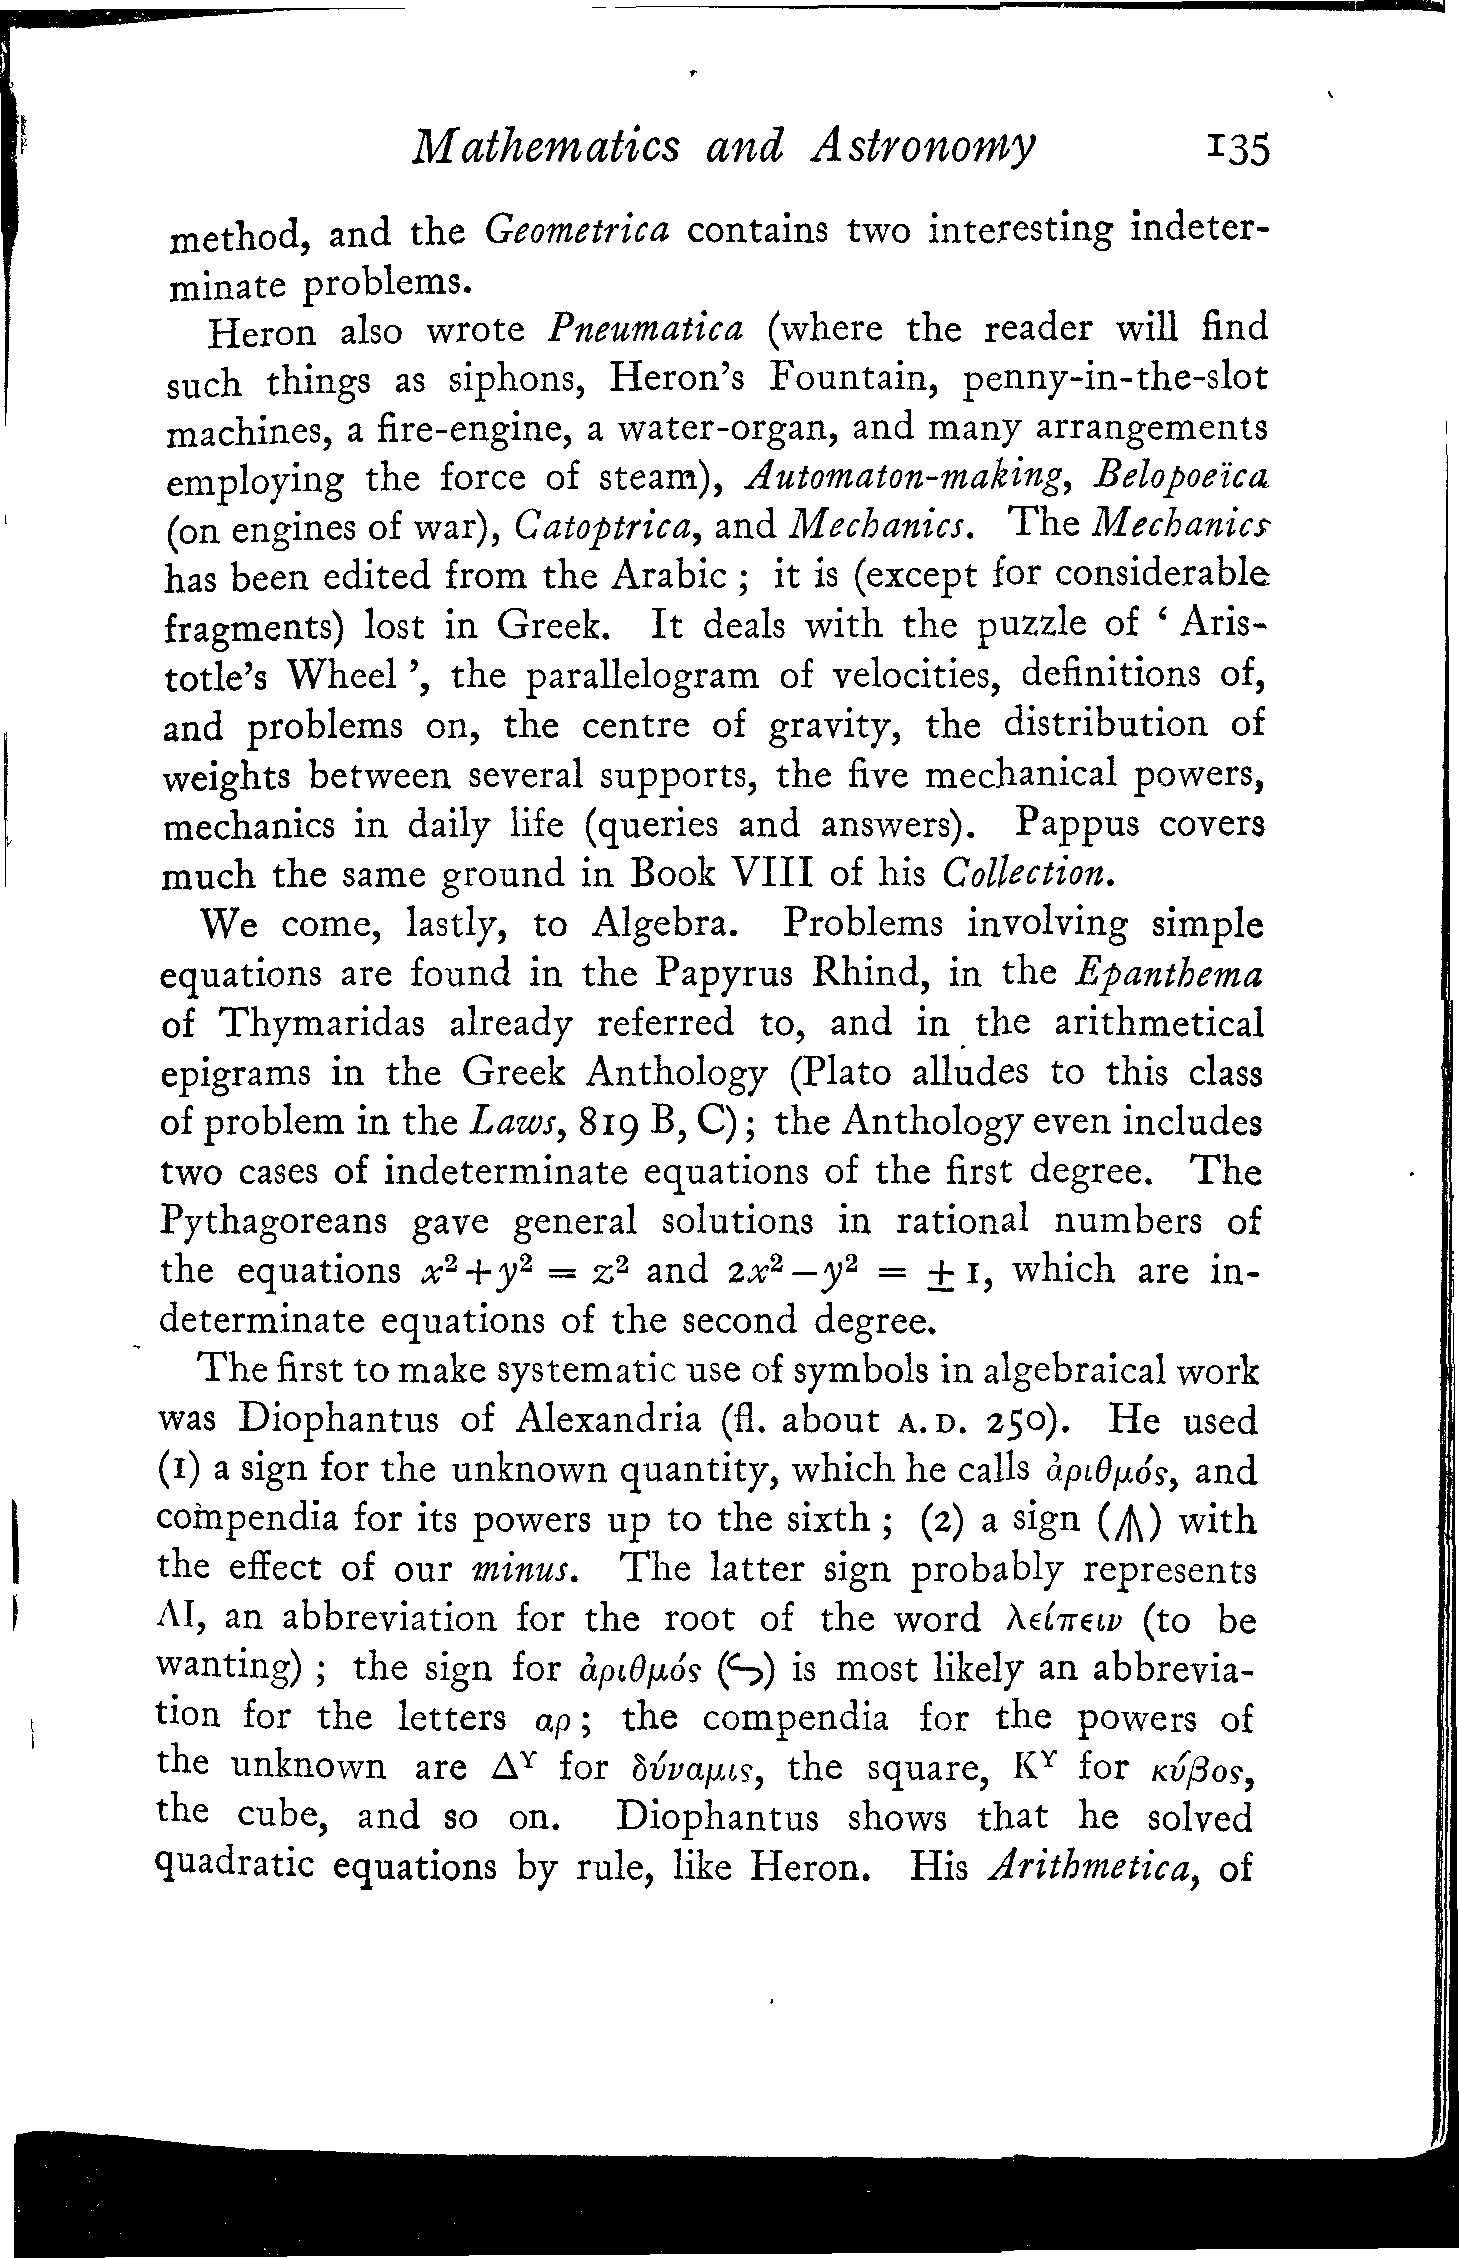 Mathematics and Astronomy 135
method, and the Geometrica contains two interesting indeter-
minate problems.
Heron also wrote Pneumatica (where the reader will find
such things as siphons, Heron's Fountain, penny-in-the-slot
machines, a fire-engine, a water-organ, and many arrangements
employing the force of steam), Automaton-making, Belopoeïca
(on engines of war), Catoptrica, and Mechanics. The Mechanics
has been edited from the Arabic ; it is (except for considerable
fragments) lost in Greek. It deals with the puzzle of ‘ Aris-
totle's Wheel ’, the parallelogram of velocities, definitions of,
and problems on, the centre of gravity, the distribution of
weights between several supports, the five mechanical powers,
mechanics in daily life (queries and answers). Pappus covers
much the same ground in Book VIII of his Collection.
We come, lastly, to Algebra. Problems involving simple
equations are found in the Papyrus Rhind, in the Epanthema
of Thymaridas already referred to, and in the arithmetical
epigrams in the Greek Anthology (Plato alludes to this class
of problem in the Laws, 819 B, C) ; the Anthology even includes
two cases of indeterminate equations of the first degree. The
Pythagoreans gave general solutions in rational numbers of
the equations x²+y² = z² and 2x²−y² = ± 1, which are in-
determinate equations of the second degree.
The first to make systematic use of symbols in algebraical work
was Diophantus of Alexandria (fl. about A.D. 250). He used
(1) a sign for the unknown quantity, which he calls ἀριθμός, and
compendia for its powers up to the sixth ; (2) a sign (⩚) with
the effect of our minus. The latter sign probably represents
ΛΙ, an abbreviation for the root of the word λείπειν (to be
wanting) ; the sign for ἀριθμός (ϛ) is most likely an abbrevia-
tion for the letters αρ ; the compendia for the powers of
the unknown are Δʸ for δύναμις, the square, Κʸ for κύβος,
the cube, and so on. Diophantus shows that he solved
quadratic equations by rule, like Heron. His Arithmetica, of